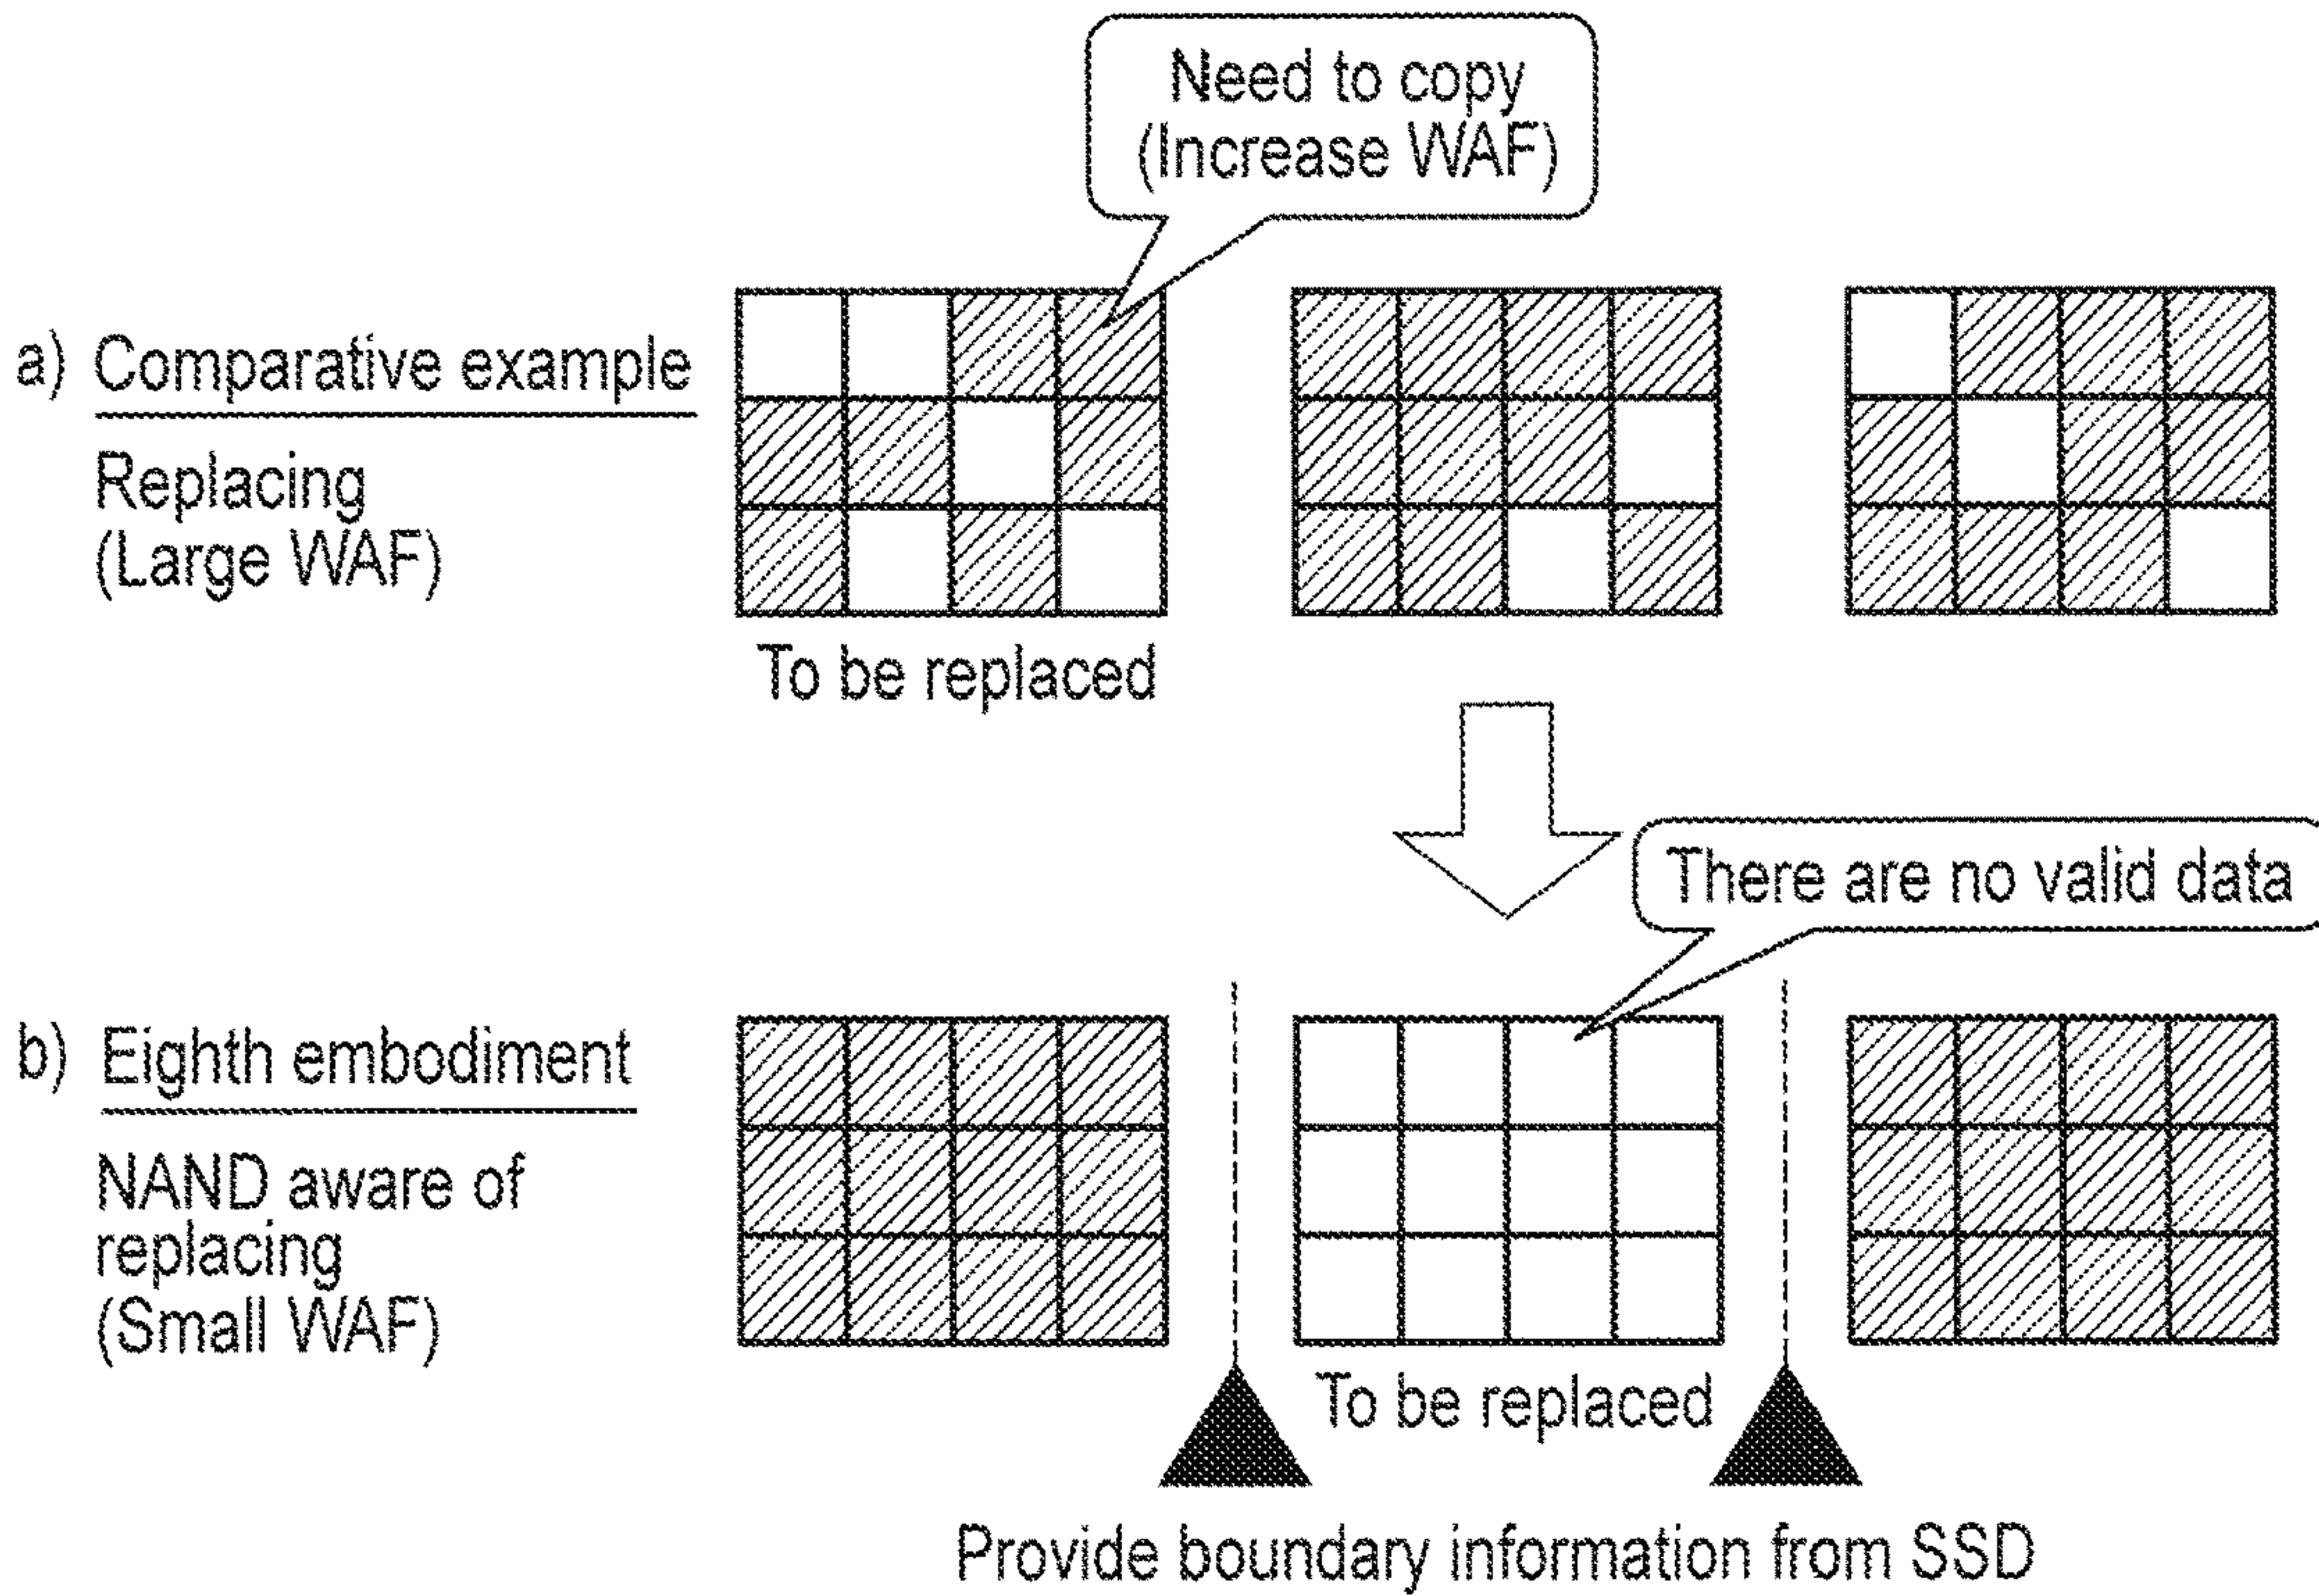 Need to copy
(Increase WAF)
a) Comparative example
Replacing
(Large WAF)
To be replaced
There are no valid data
b) Eighth embodiment
NAND aware of
replacing
(Small WAF)
To be replaced
Provide boundary information from SSD